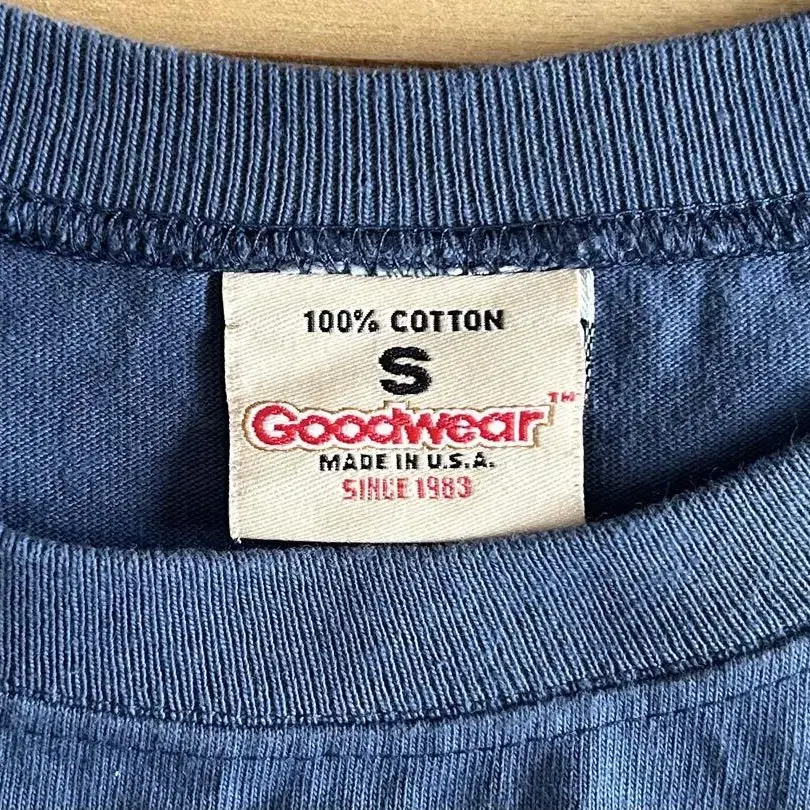 100% COTTON
S
Goodwear™
MADE IN U.S.A.
SINCE 1983